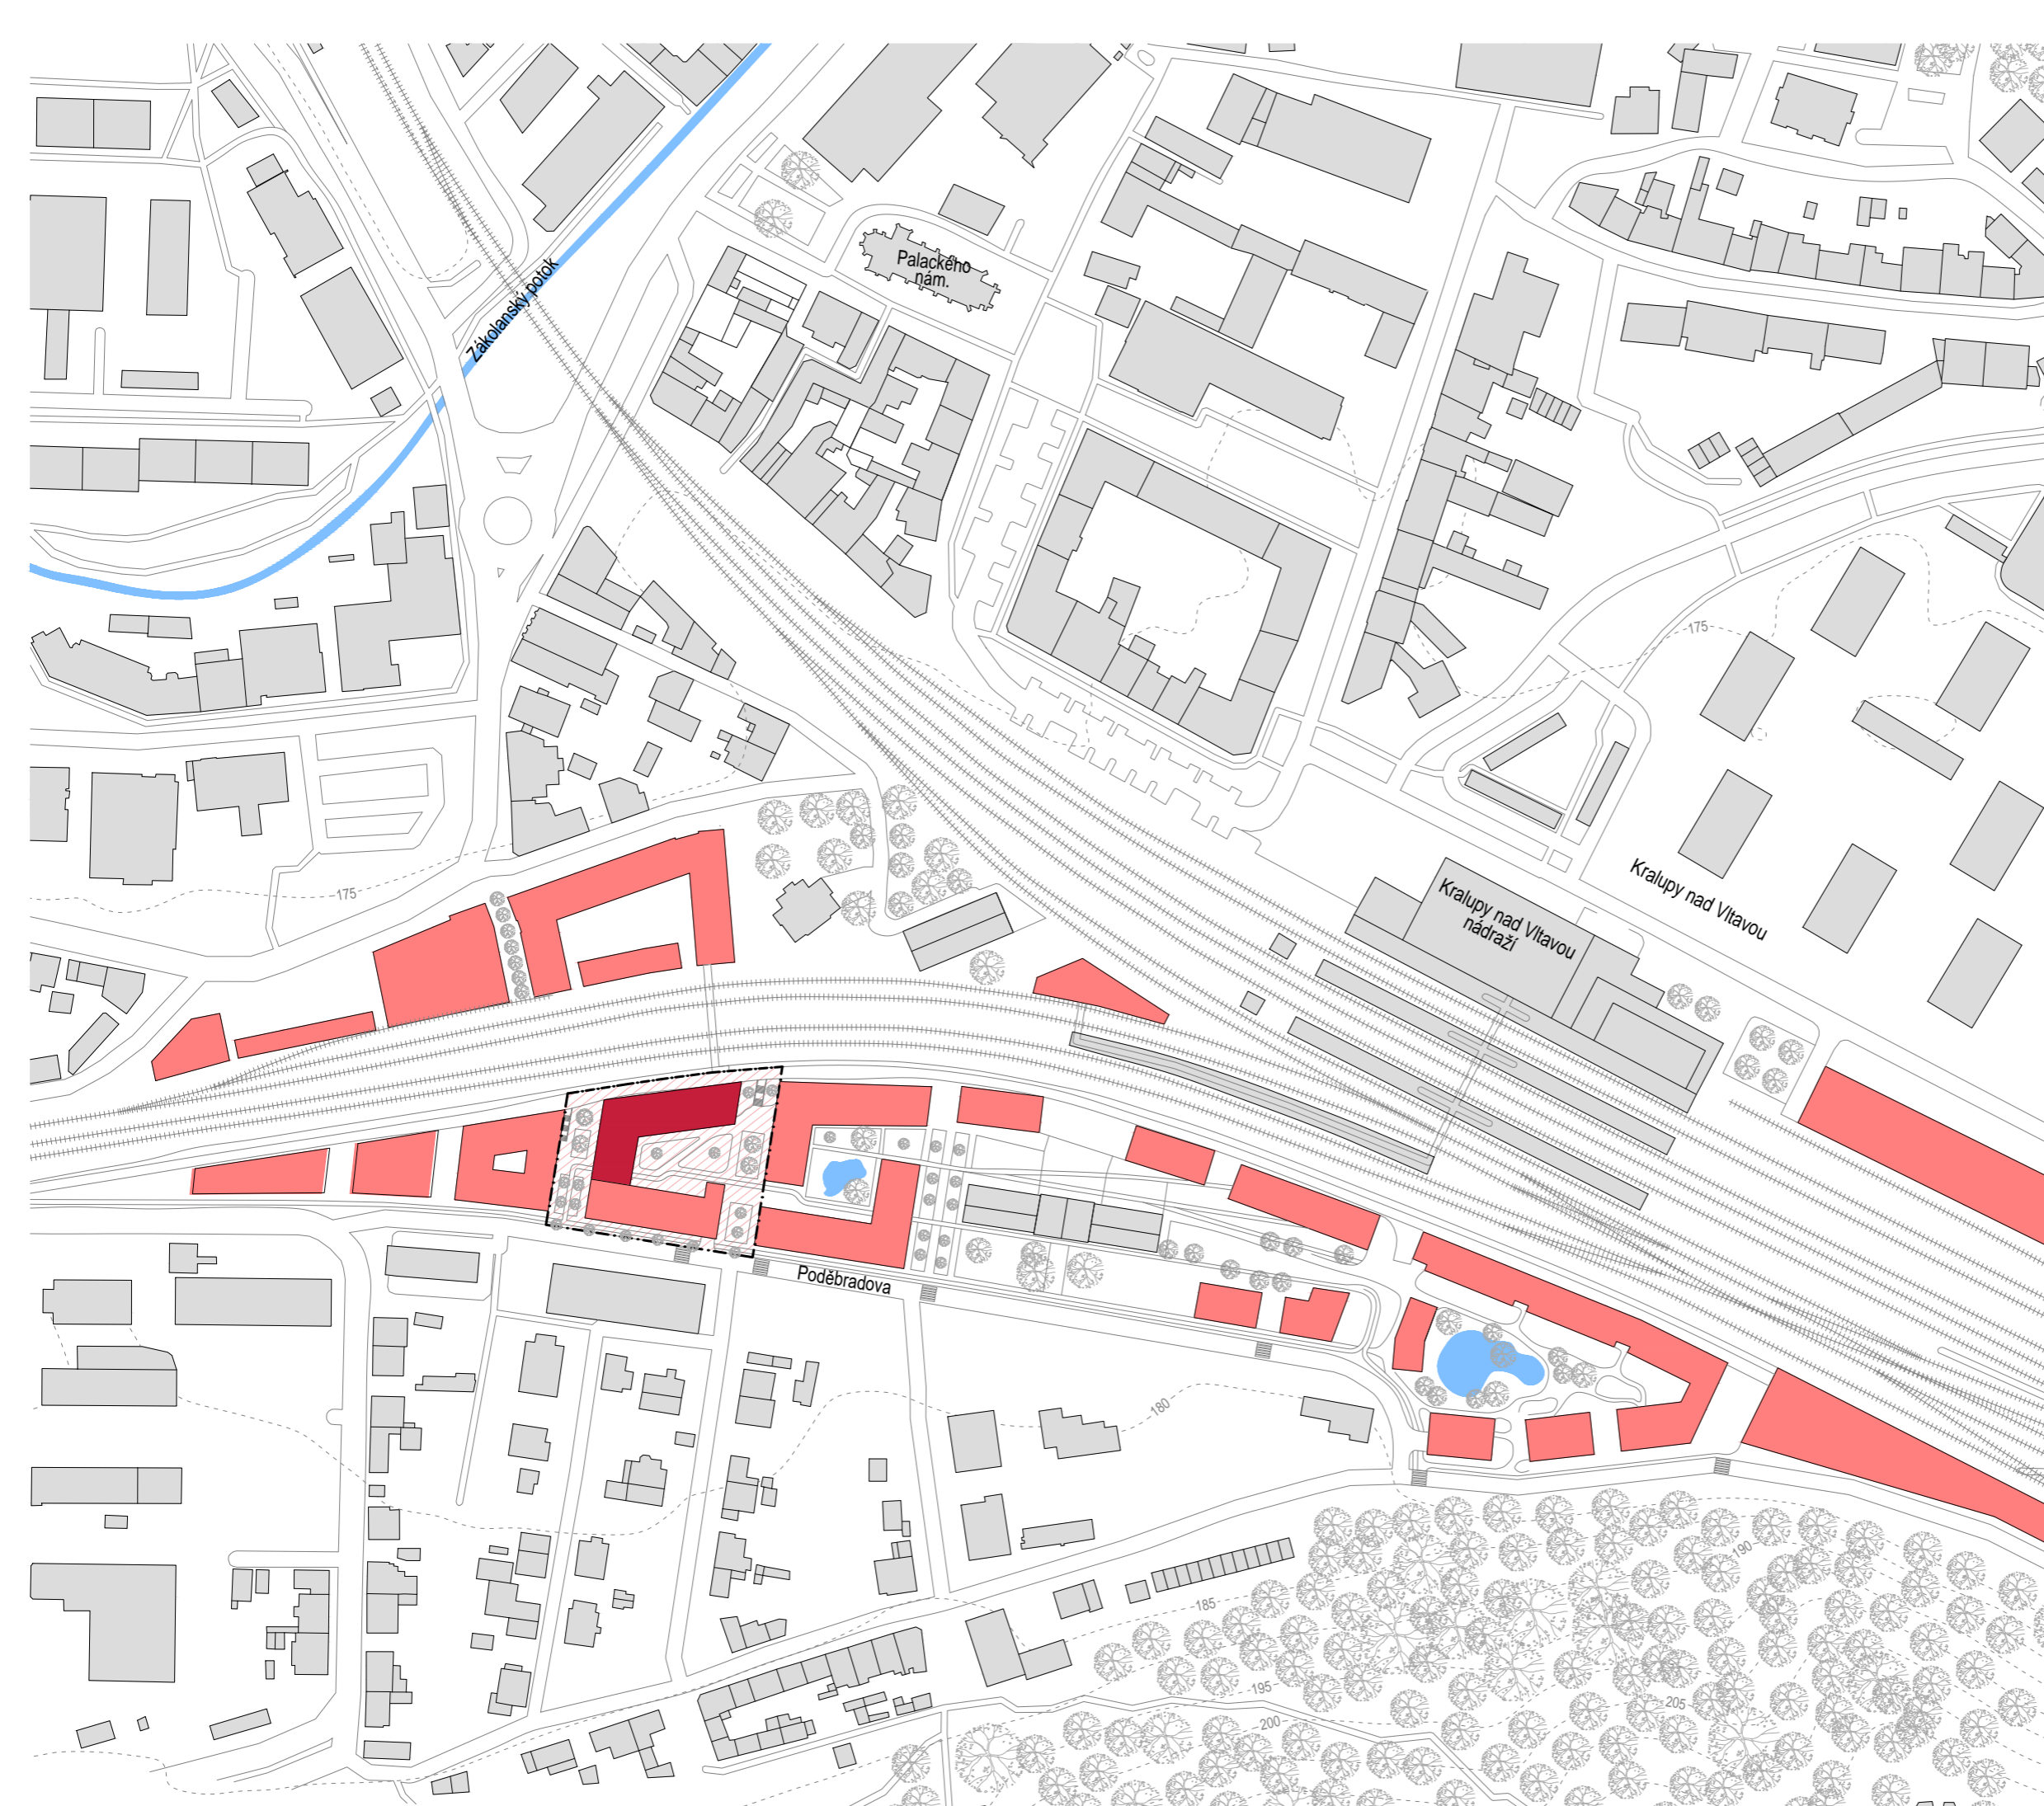 Palackého
nám.
Zákolanský potok
175
175
Kralupy nad Vltavou
nádraží
Kralupy nad Vltavou
Poděbradova
180
190
185
195
205
200